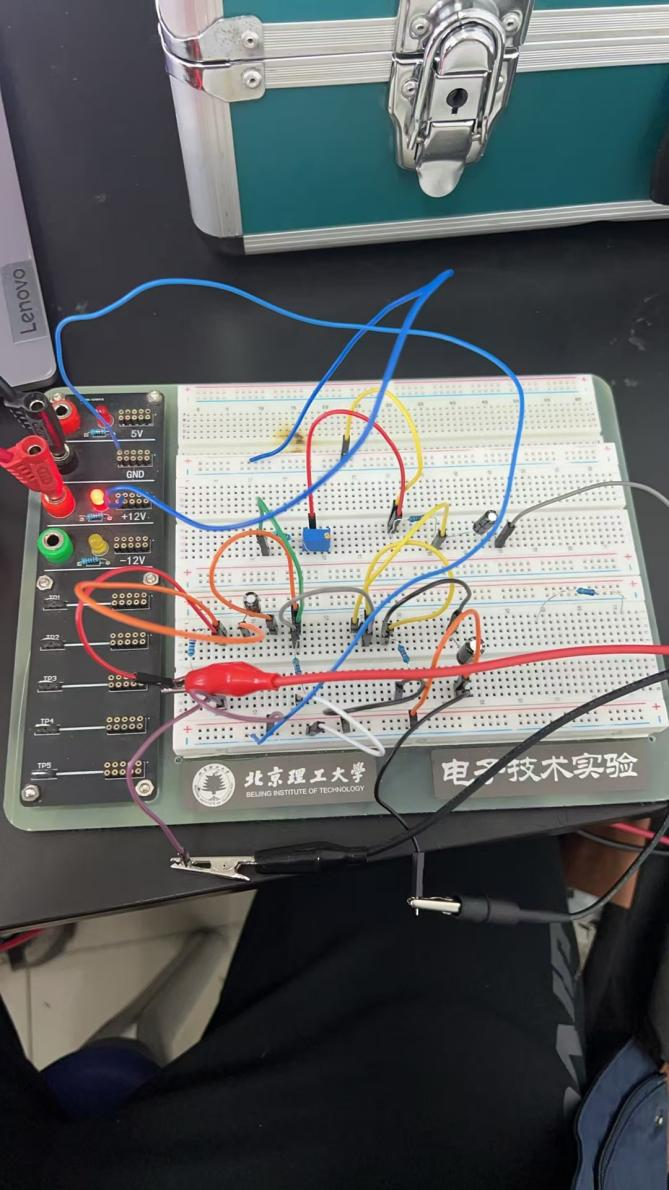 Lenovo
5V
GND
+12V
-12V
TP1
TP2
TP3
TP4
TP5
北京理工大学
BEIJING INSTITUTE OF TECHNOLOGY
电子技术实验